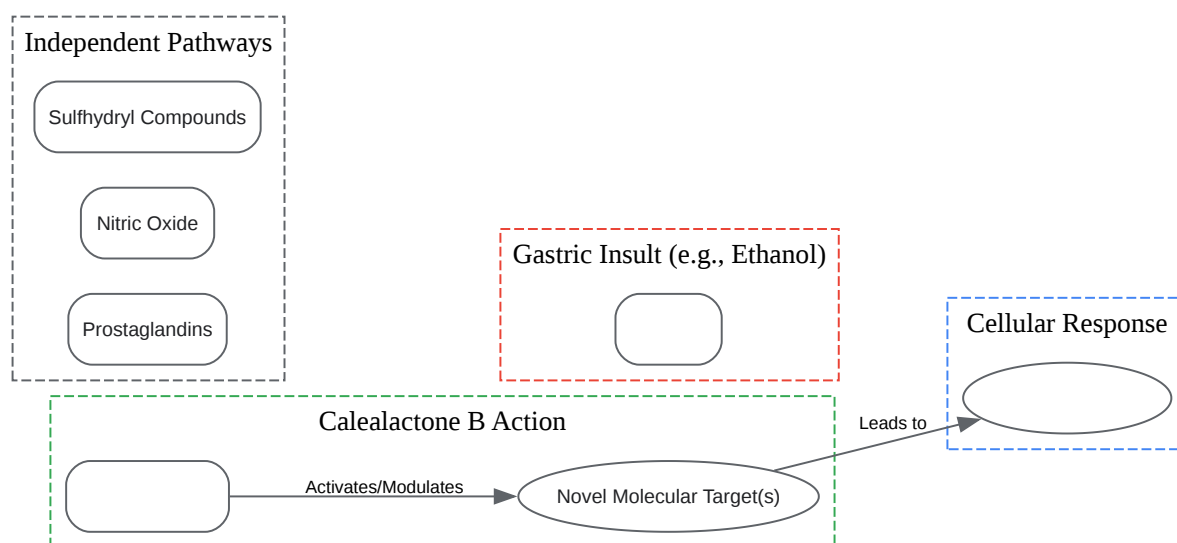 Independent Pathways
Sulfhydryl Compounds
Nitric Oxide
Prostaglandins
Gastric Insult (e.g., Ethanol)
Cellular Response
Leads to
Calealactone B Action
Activates/Modulates
Novel Molecular Target(s)